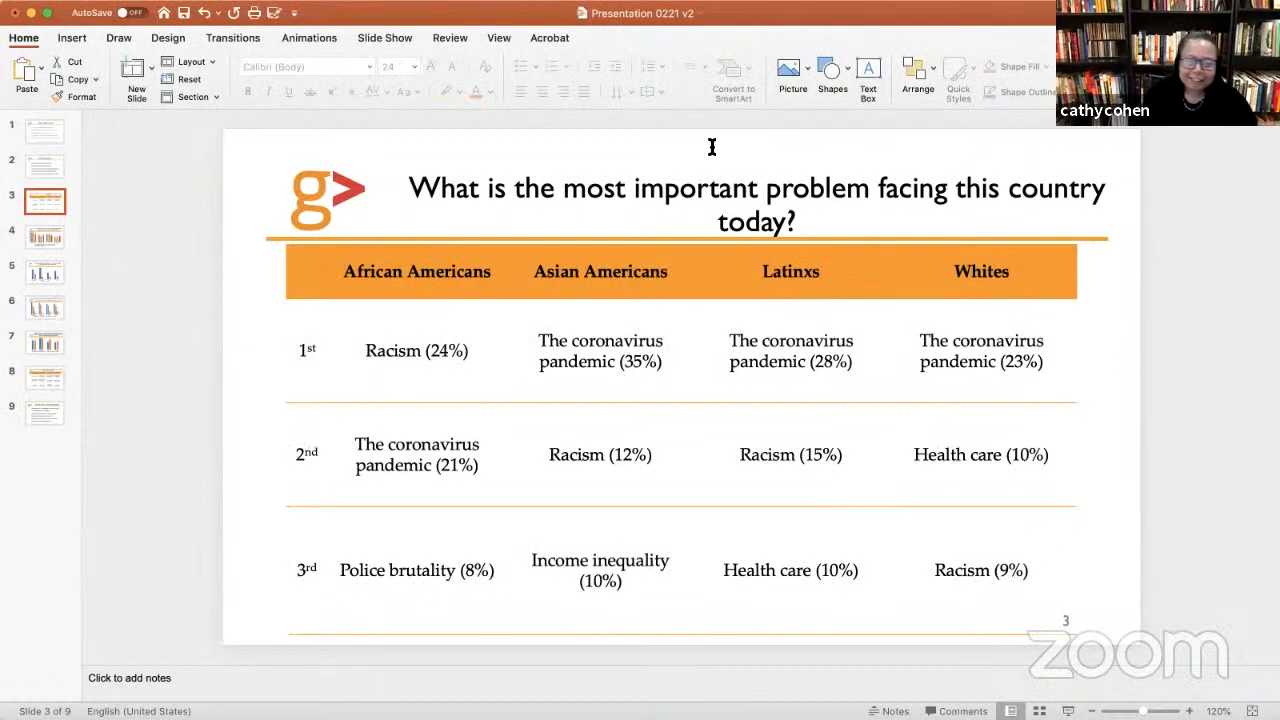 AutoSave OFF
Presentation 0221 v2
Home Insert Draw Design Transitions Animations Slide Show Review View Acrobat
Paste
Cut
Copy
Format
New
Slide
Layout
Reset
Section
Calibri (Body) 24
Convert to
SmartArt
Picture
Shapes
Text
Box
Arrange
Quick
Styles
Shape Fill
Shape Outline
cathycohen
1
2
3
4
5
6
7
8
9
g>
What is the most important problem facing this country
today?
African Americans Asian Americans Latinxs Whites
1st Racism (24%) The coronavirus
pandemic (35%) The coronavirus
pandemic (28%) The coronavirus
pandemic (23%)
2nd The coronavirus
pandemic (21%) Racism (12%) Racism (15%) Health care (10%)
3rd Police brutality (8%) Income inequality
(10%) Health care (10%) Racism (9%)
3
zoom
Click to add notes
Slide 3 of 9 English (United States) Notes Comments 120%